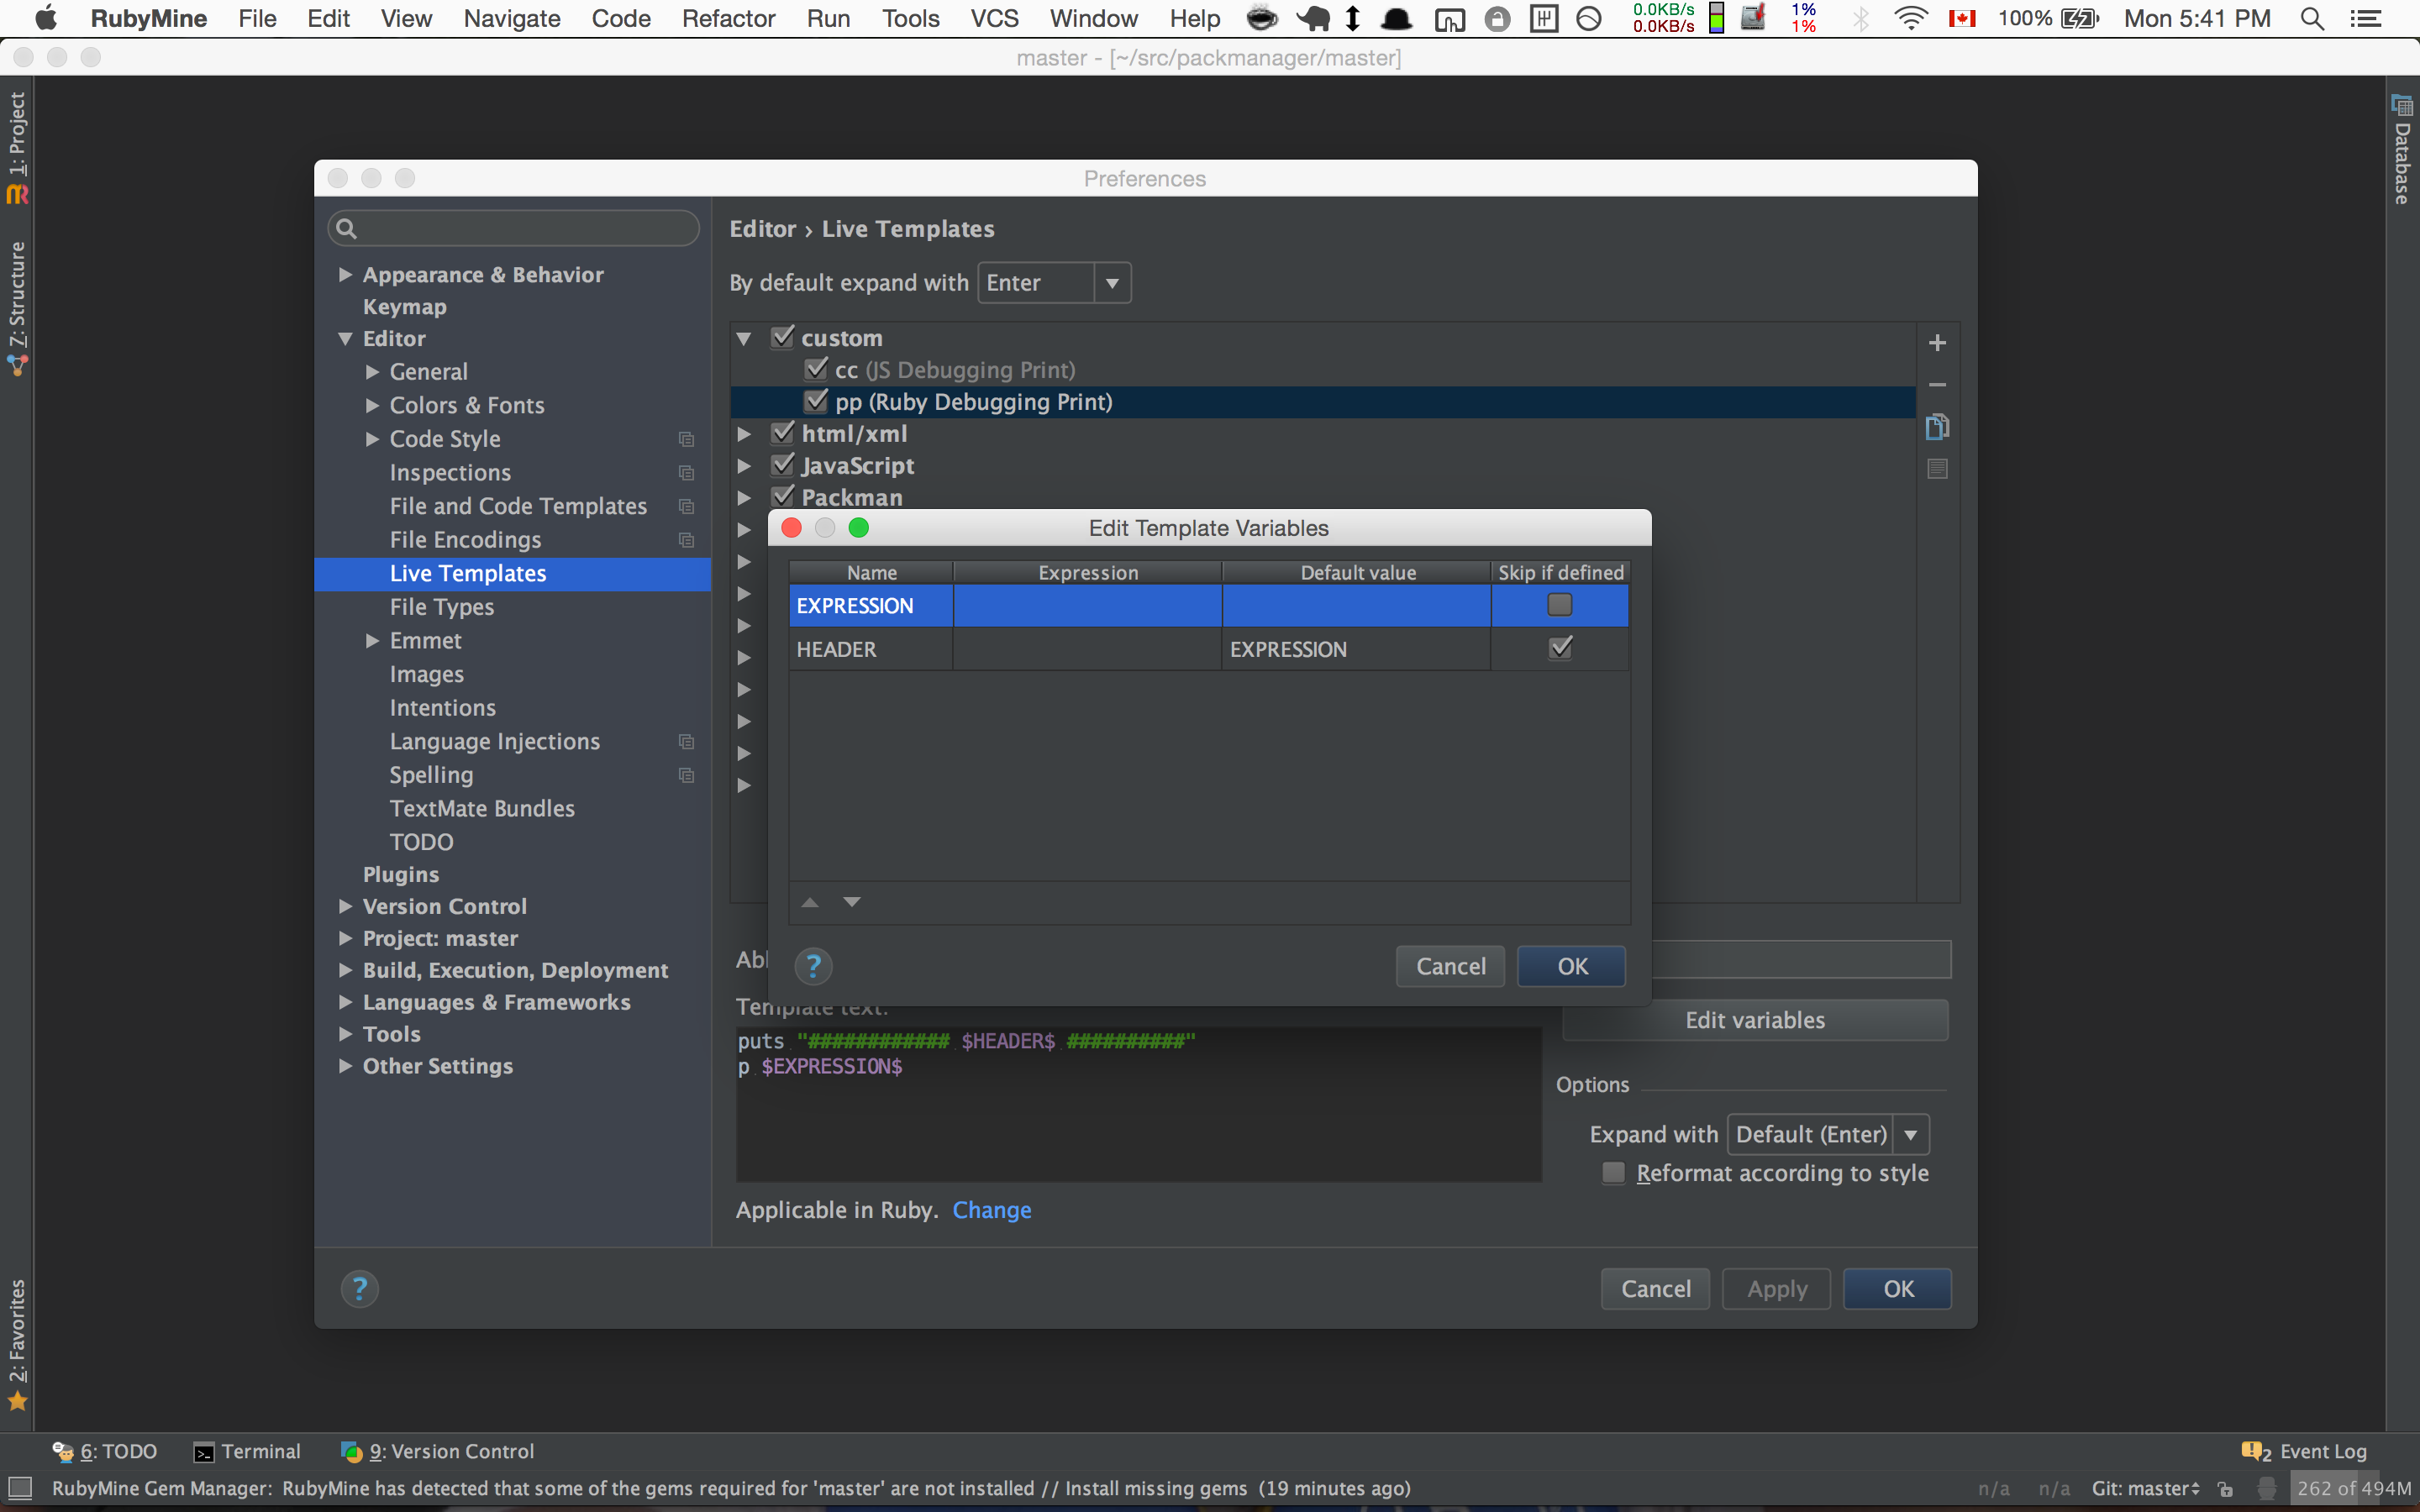 RubyMine File Edit View Navigate Code Refactor Run Tools VCS Window Help 0.0KB/s 0.0KB/s 1% 1% 100% Mon 5:41 PM
master - [~/src/packmanager/master]
1: Project
7: Structure
2: Favorites
Database
Preferences
Appearance & Behavior
Keymap
Editor
General
Colors & Fonts
Code Style
Inspections
File and Code Templates
File Encodings
Live Templates
File Types
Emmet
Images
Intentions
Language Injections
Spelling
TextMate Bundles
TODO
Plugins
Version Control
Project: master
Build, Execution, Deployment
Languages & Frameworks
Tools
Other Settings
Editor › Live Templates
By default expand with Enter
custom
cc (JS Debugging Print)
pp (Ruby Debugging Print)
html/xml
JavaScript
Packman
Edit Template Variables
Name Expression Default value Skip if defined
EXPRESSION
HEADER EXPRESSION
? Cancel OK
Template text:
Edit variables
puts "############ $HEADER$ ##########"
p $EXPRESSION$
Options
Expand with Default (Enter)
Reformat according to style
Applicable in Ruby. Change
? Cancel Apply OK
6: TODO Terminal 9: Version Control 2 Event Log
RubyMine Gem Manager: RubyMine has detected that some of the gems required for 'master' are not installed // Install missing gems (19 minutes ago) n/a n/a Git: master 262 of 494M